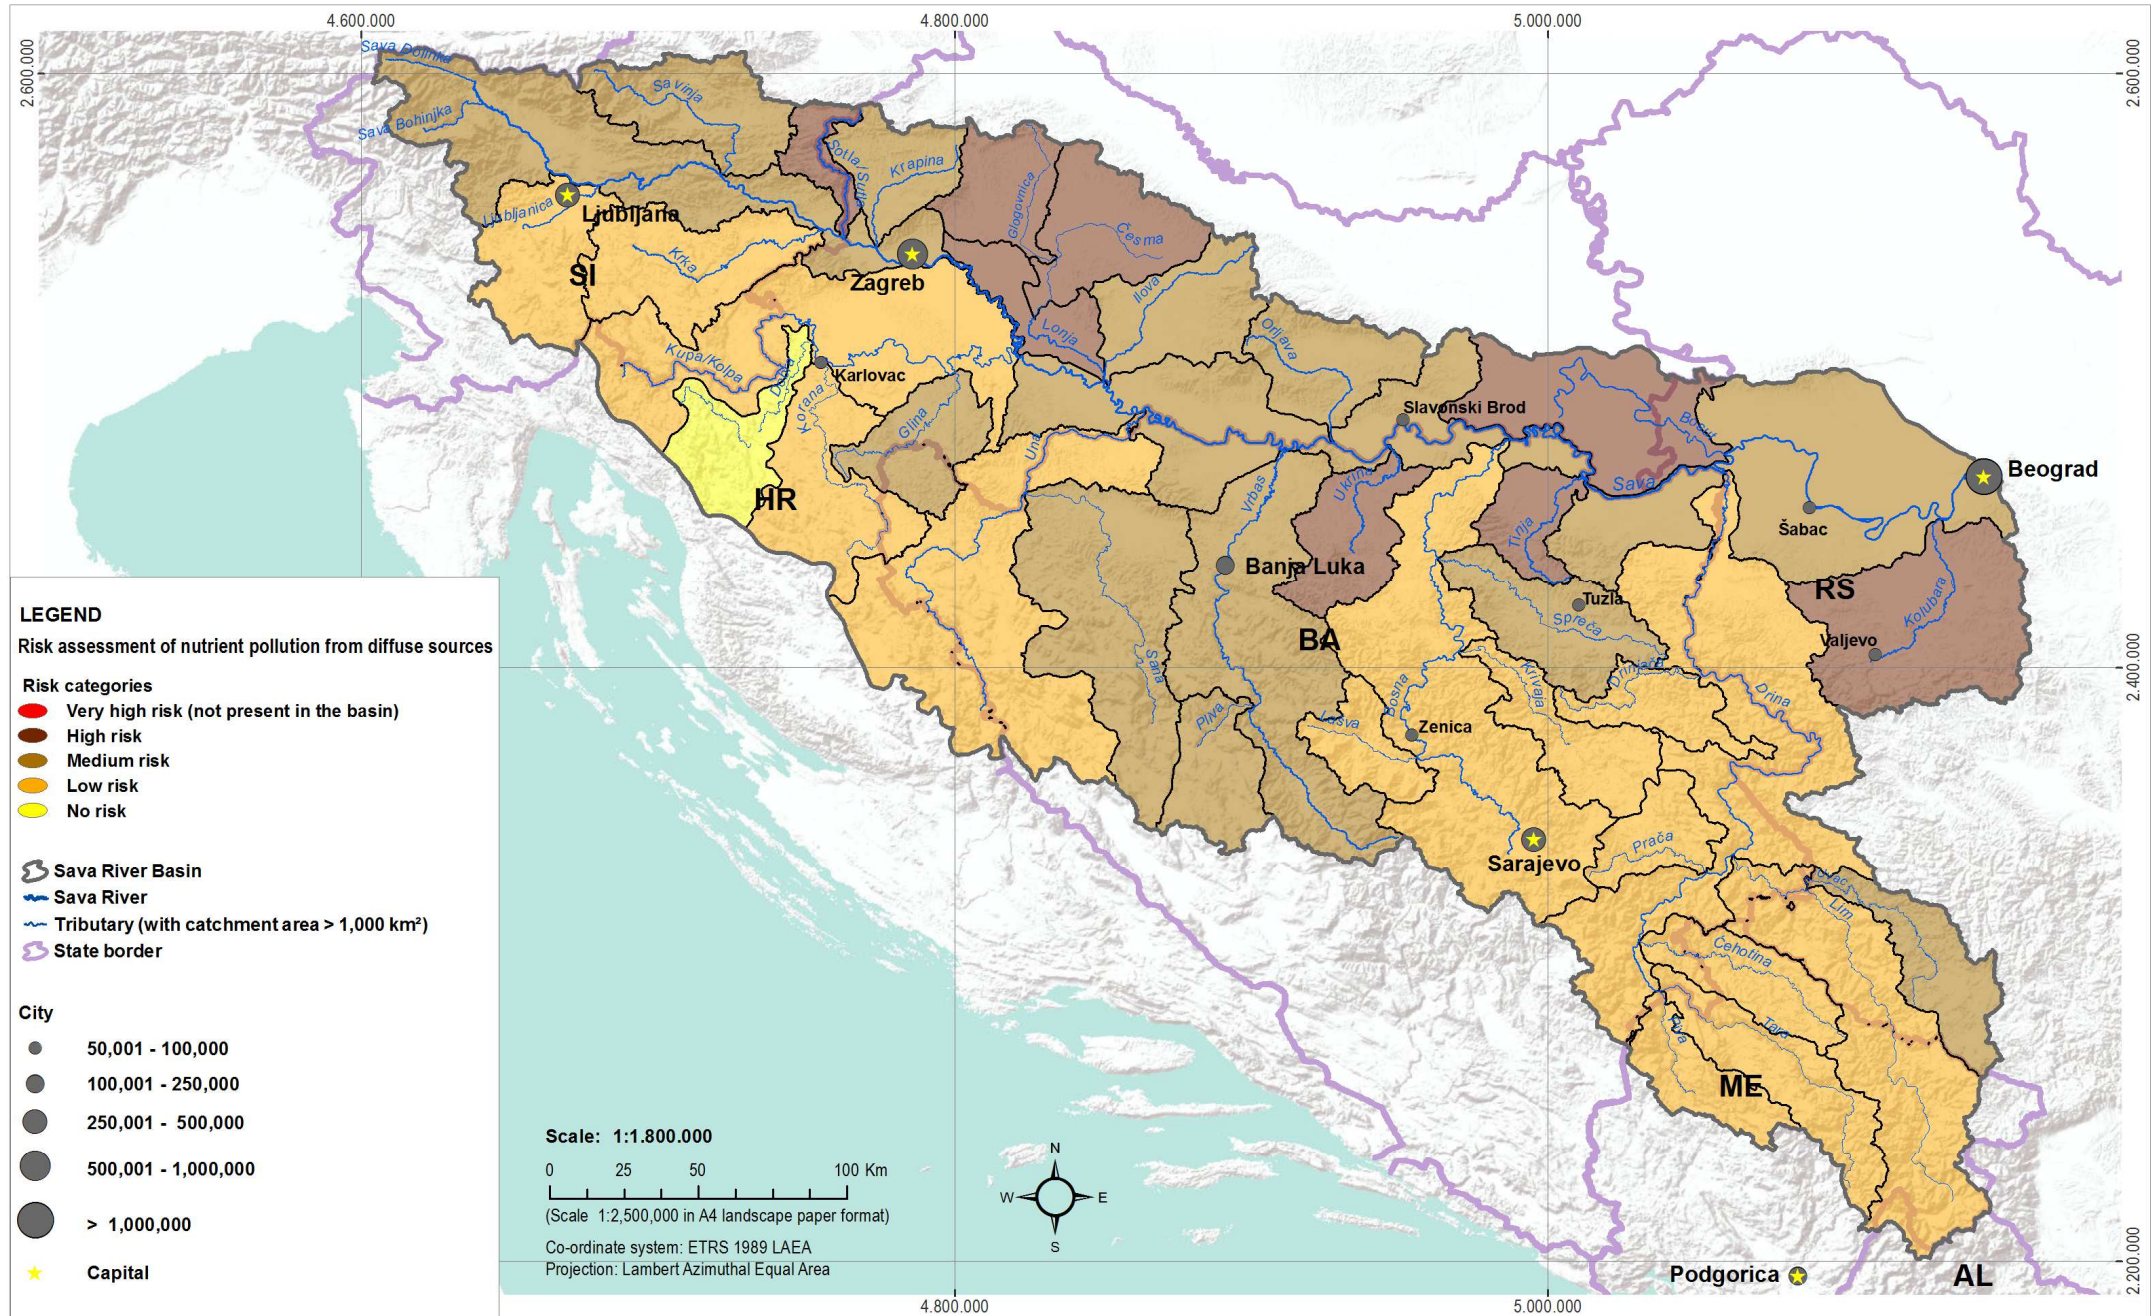 4.600.000
4.800.000
5.000.000
2.600.000
2.600.000
Sava Dolinka
Savinja
Sava Bohinjka
Sotla/Sutla
Krapina
Glogovnica
Česma
Ljubljanica
Ljubljana
Krka
SI
Zagreb
Ilova
Lonja
Orljava
Kupa/Kolpa
Dobra
Karlovac
Korana
Glina
Slavonski Brod
Bosut
Una
HR
Vrbas
Ukrina
Sava
Beograd
Tinja
Šabac
Banja Luka
RS
Tuzla
Kolubara
Spreča
BA
Valjevo
Sana
Krivaja
Drinjača
2.400.000
Bosna
Drina
Pliva
Lašva
Zenica
Prača
Sarajevo
Uvac
Lim
Ćehotina
Piva
Tara
ME
Podgorica
AL
2.200.000
4.800.000
5.000.000
LEGEND
Risk assessment of nutrient pollution from diffuse sources
Risk categories
Very high risk (not present in the basin)
High risk
Medium risk
Low risk
No risk
Sava River Basin
Sava River
Tributary (with catchment area > 1,000 km²)
State border
City
50,001 - 100,000
100,001 - 250,000
250,001 - 500,000
500,001 - 1,000,000
> 1,000,000
Capital
Scale: 1:1.800.000
0 25 50 100 Km
(Scale 1:2,500,000 in A4 landscape paper format)
Co-ordinate system: ETRS 1989 LAEA
Projection: Lambert Azimuthal Equal Area
N
W E
S